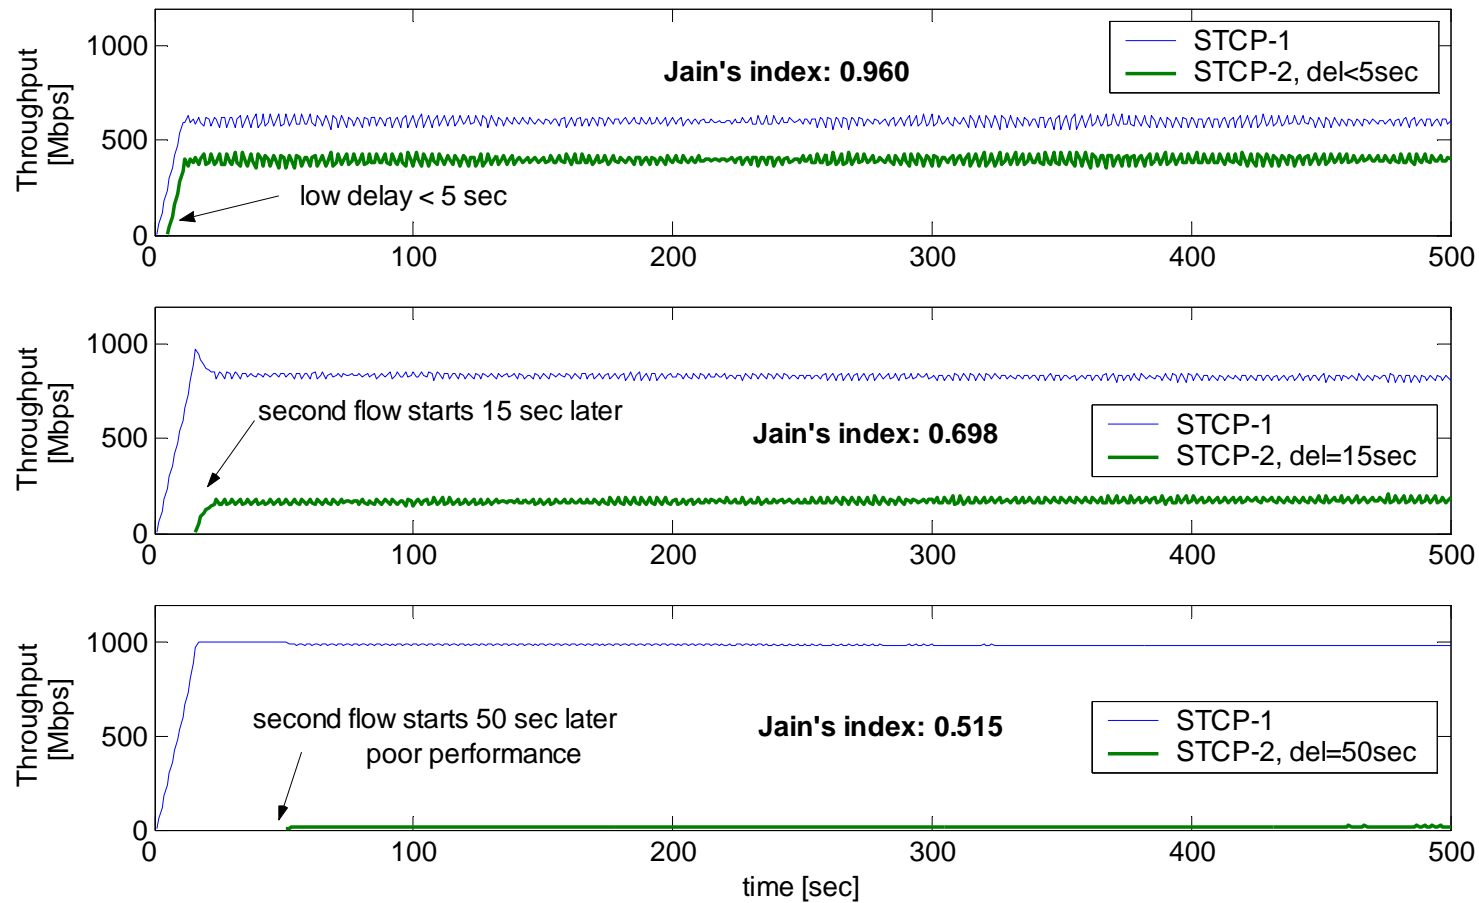 Throughput
[Mbps]
1000
500
0
Jain's index: 0.960
STCP-1
STCP-2, del<5sec
low delay < 5 sec
0
100
200
300
400
500
Throughput
[Mbps]
1000
500
0
second flow starts 15 sec later
Jain's index: 0.698
STCP-1
STCP-2, del=15sec
0
100
200
300
400
500
Throughput
[Mbps]
1000
500
0
second flow starts 50 sec later
poor performance
Jain's index: 0.515
STCP-1
STCP-2, del=50sec
0
100
200
300
400
500
time [sec]